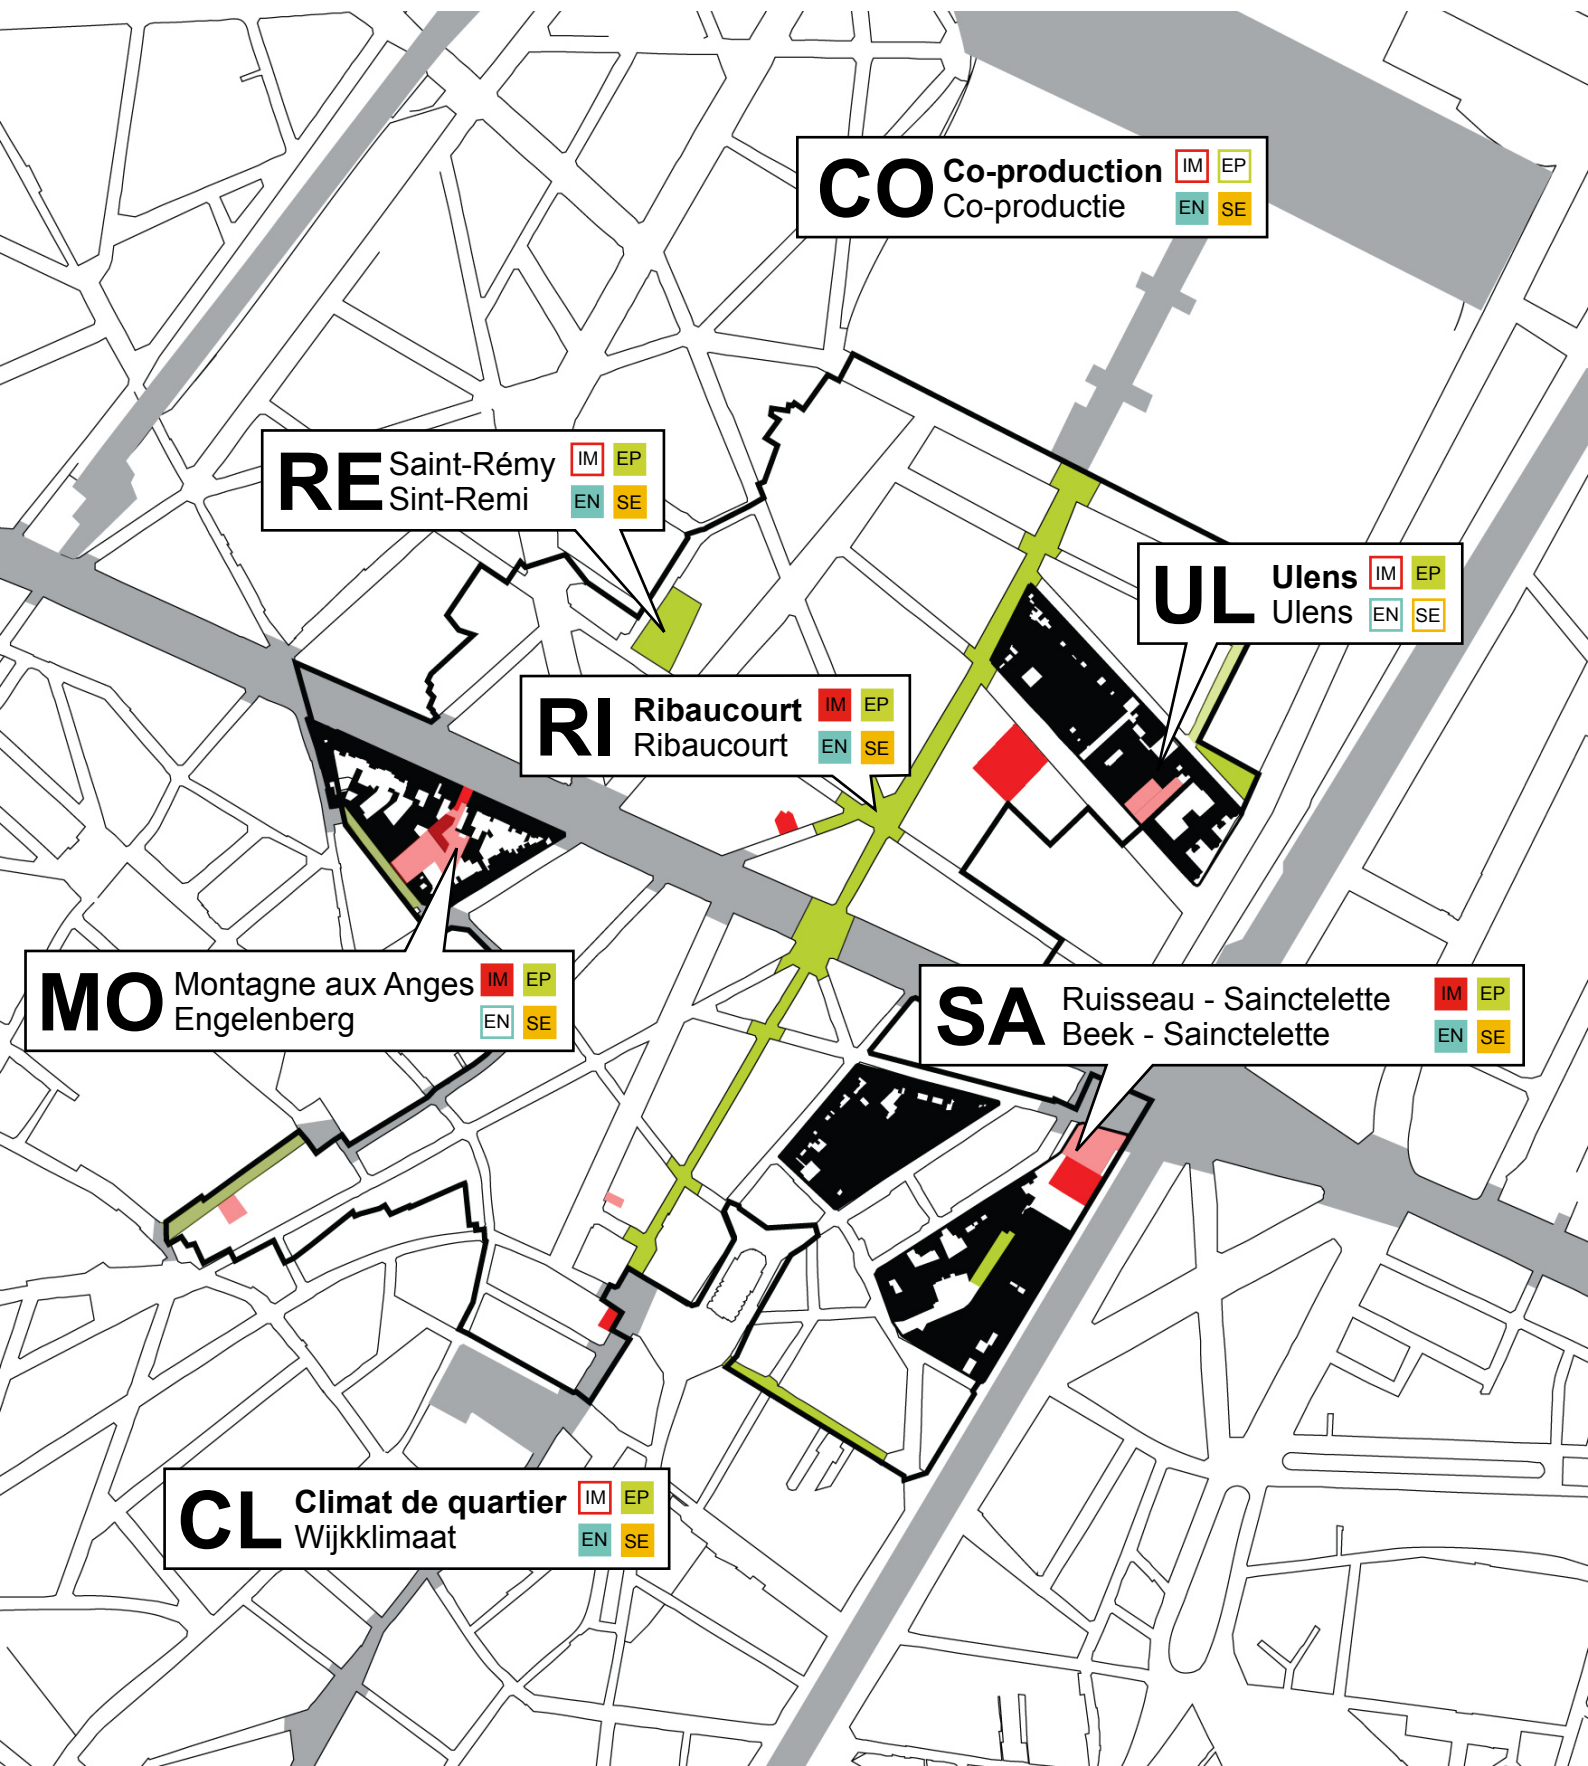 CO Co-production IM EP
Co-productie EN SE
RE Saint-Rémy IM EP
Sint-Remi EN SE
UL Ulens IM EP
Ulens EN SE
RI Ribaucourt IM EP
Ribaucourt EN SE
MO Montagne aux Anges IM EP
Engelenberg EN SE
SA Ruisseau - Sainctelette IM EP
Beek - Sainctelette EN SE
CL Climat de quartier IM EP
Wijkklimaat EN SE